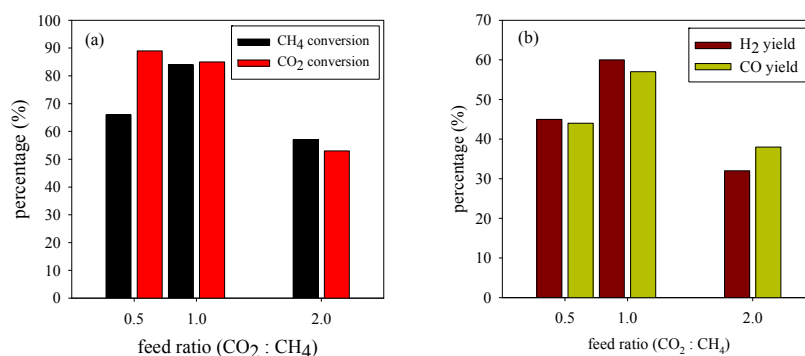 (a)
CH4 conversion
CO2 conversion
percentage (%)
100
90
80
70
60
50
40
30
20
10
0
0.5 1.0 2.0
feed ratio (CO2 : CH4)
(b)
H2 yield
CO yield
percentage (%)
70
60
50
40
30
20
10
0
0.5 1.0 2.0
feed ratio (CO2 : CH4)